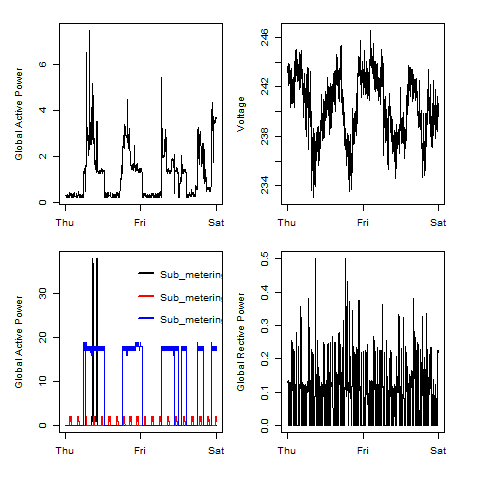 Global Active Power
0 2 4 6
Thu Fri Sat
Voltage
234 238 242 246
Thu Fri Sat
Global Active Power
0 10 20 30
Sub_metering
Sub_metering
Sub_metering
Thu Fri Sat
Global Rective Power
0.0 0.1 0.2 0.3 0.4 0.5
Thu Fri Sat